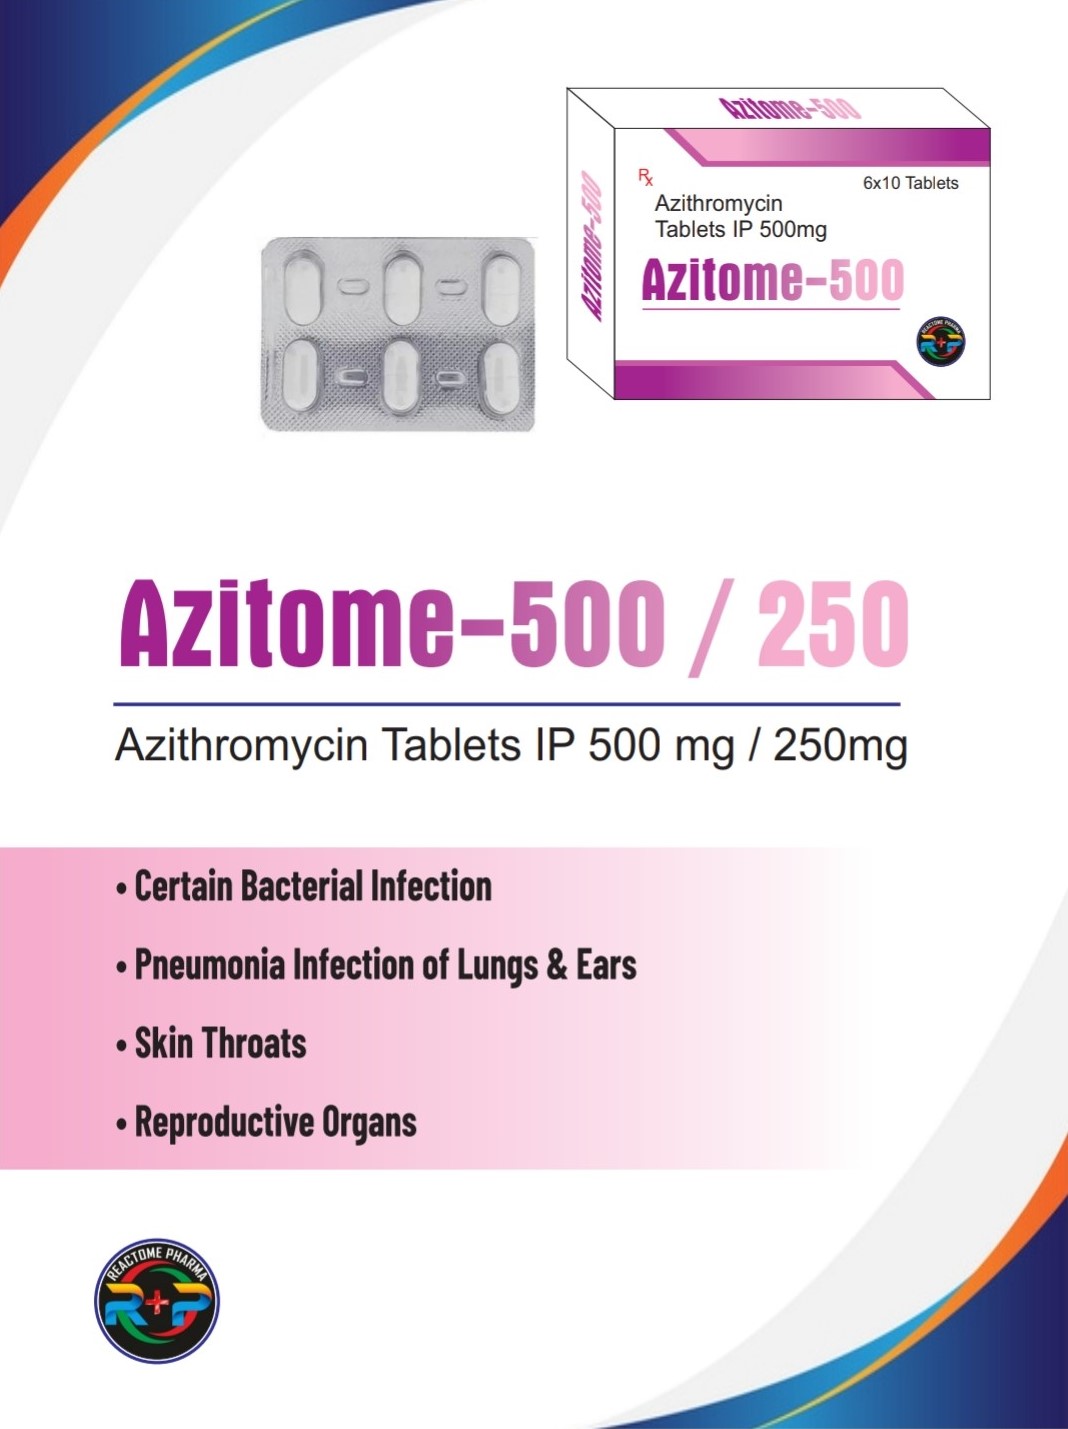 Azitome-500
Azitome-500
Rx
6x10 Tablets
Azithromycin
Tablets IP 500mg
Azitome-500
REACTOME PHARMA
R+P
Azitome-500 / 250
Azithromycin Tablets IP 500 mg / 250mg
• Certain Bacterial Infection
• Pneumonia Infection of Lungs & Ears
• Skin Throats
• Reproductive Organs
REACTOME PHARMA
R+P